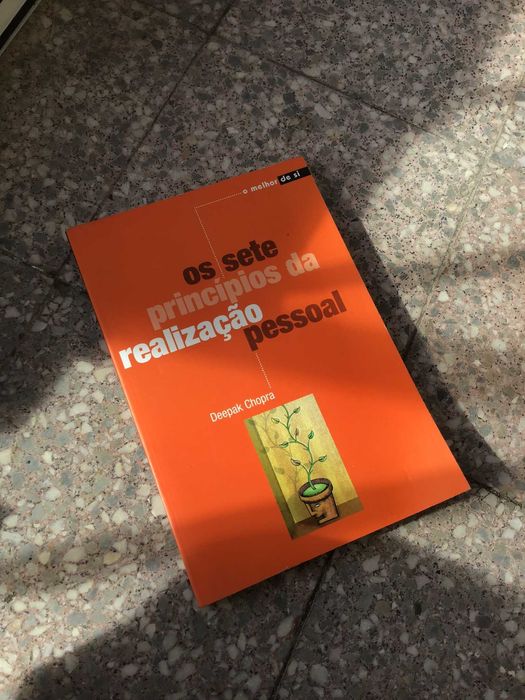 o melhor de si
os sete
princípios da
realização
pessoal
Deepak Chopra